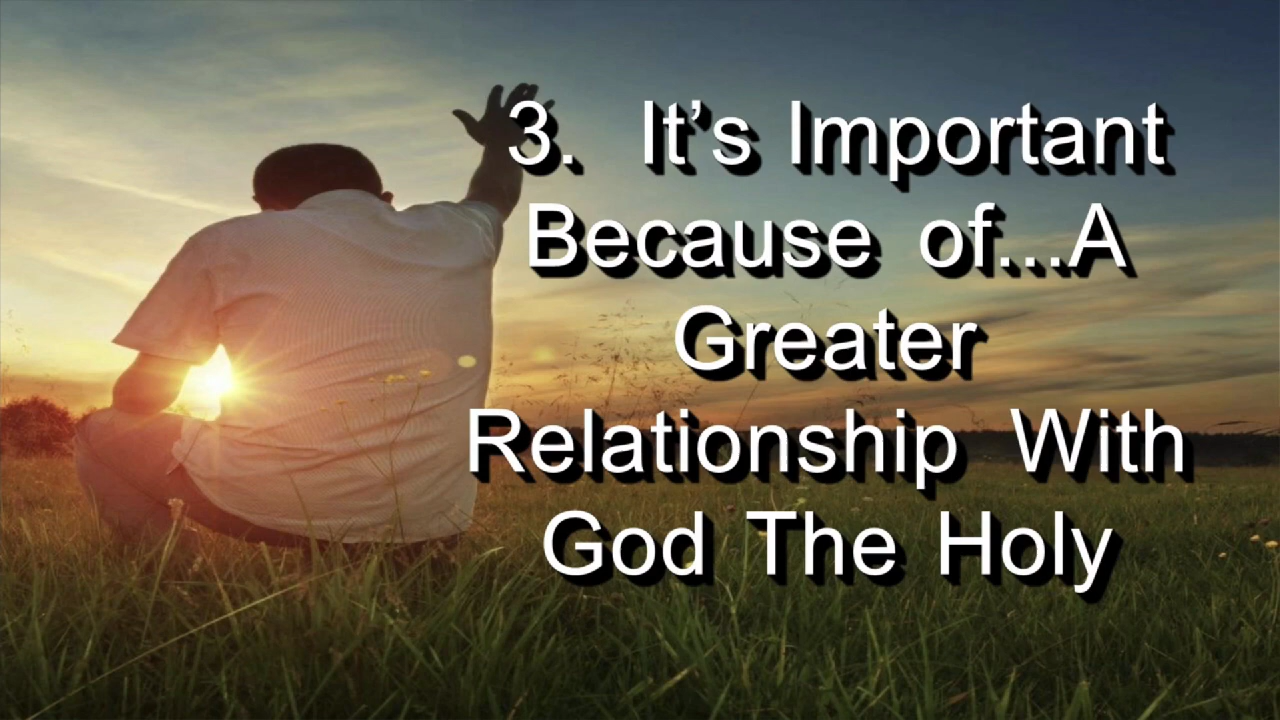 3. It’s Important
Because of...A
Greater
Relationship With
God The Holy